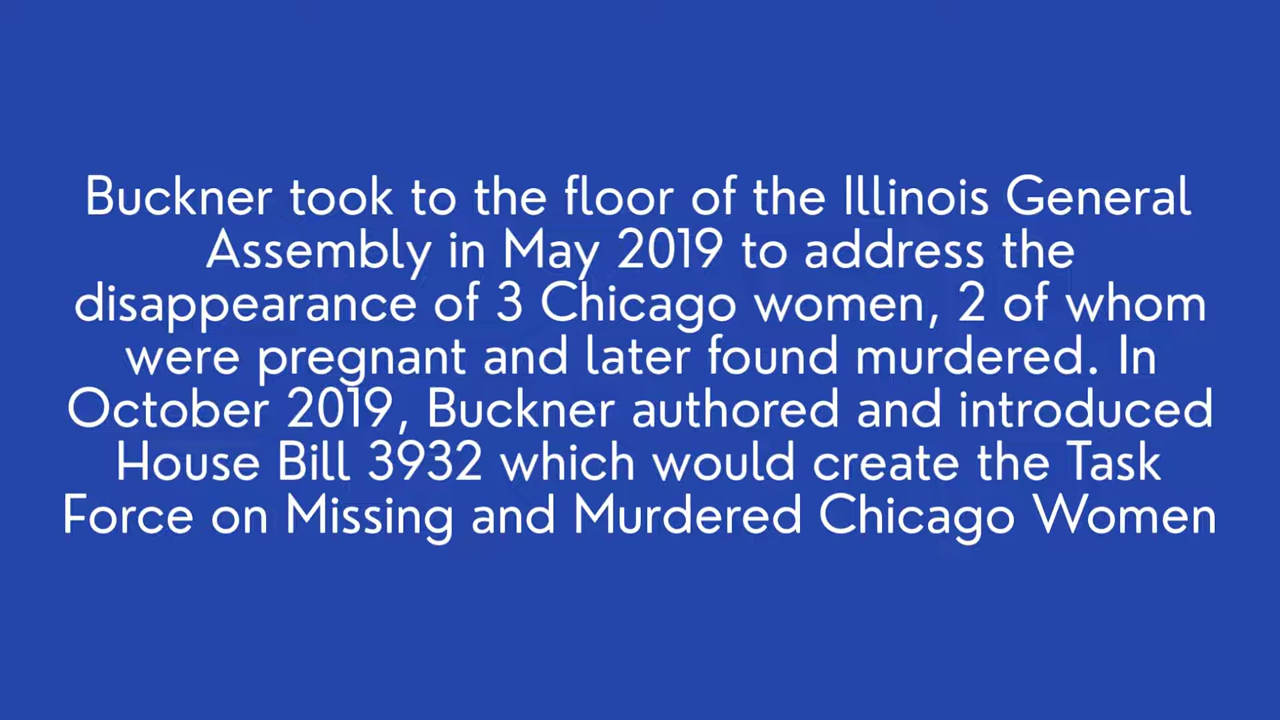 Buckner took to the floor of the Illinois General
Assembly in May 2019 to address the
disappearance of 3 Chicago women, 2 of whom
were pregnant and later found murdered. In
October 2019, Buckner authored and introduced
House Bill 3932 which would create the Task
Force on Missing and Murdered Chicago Women